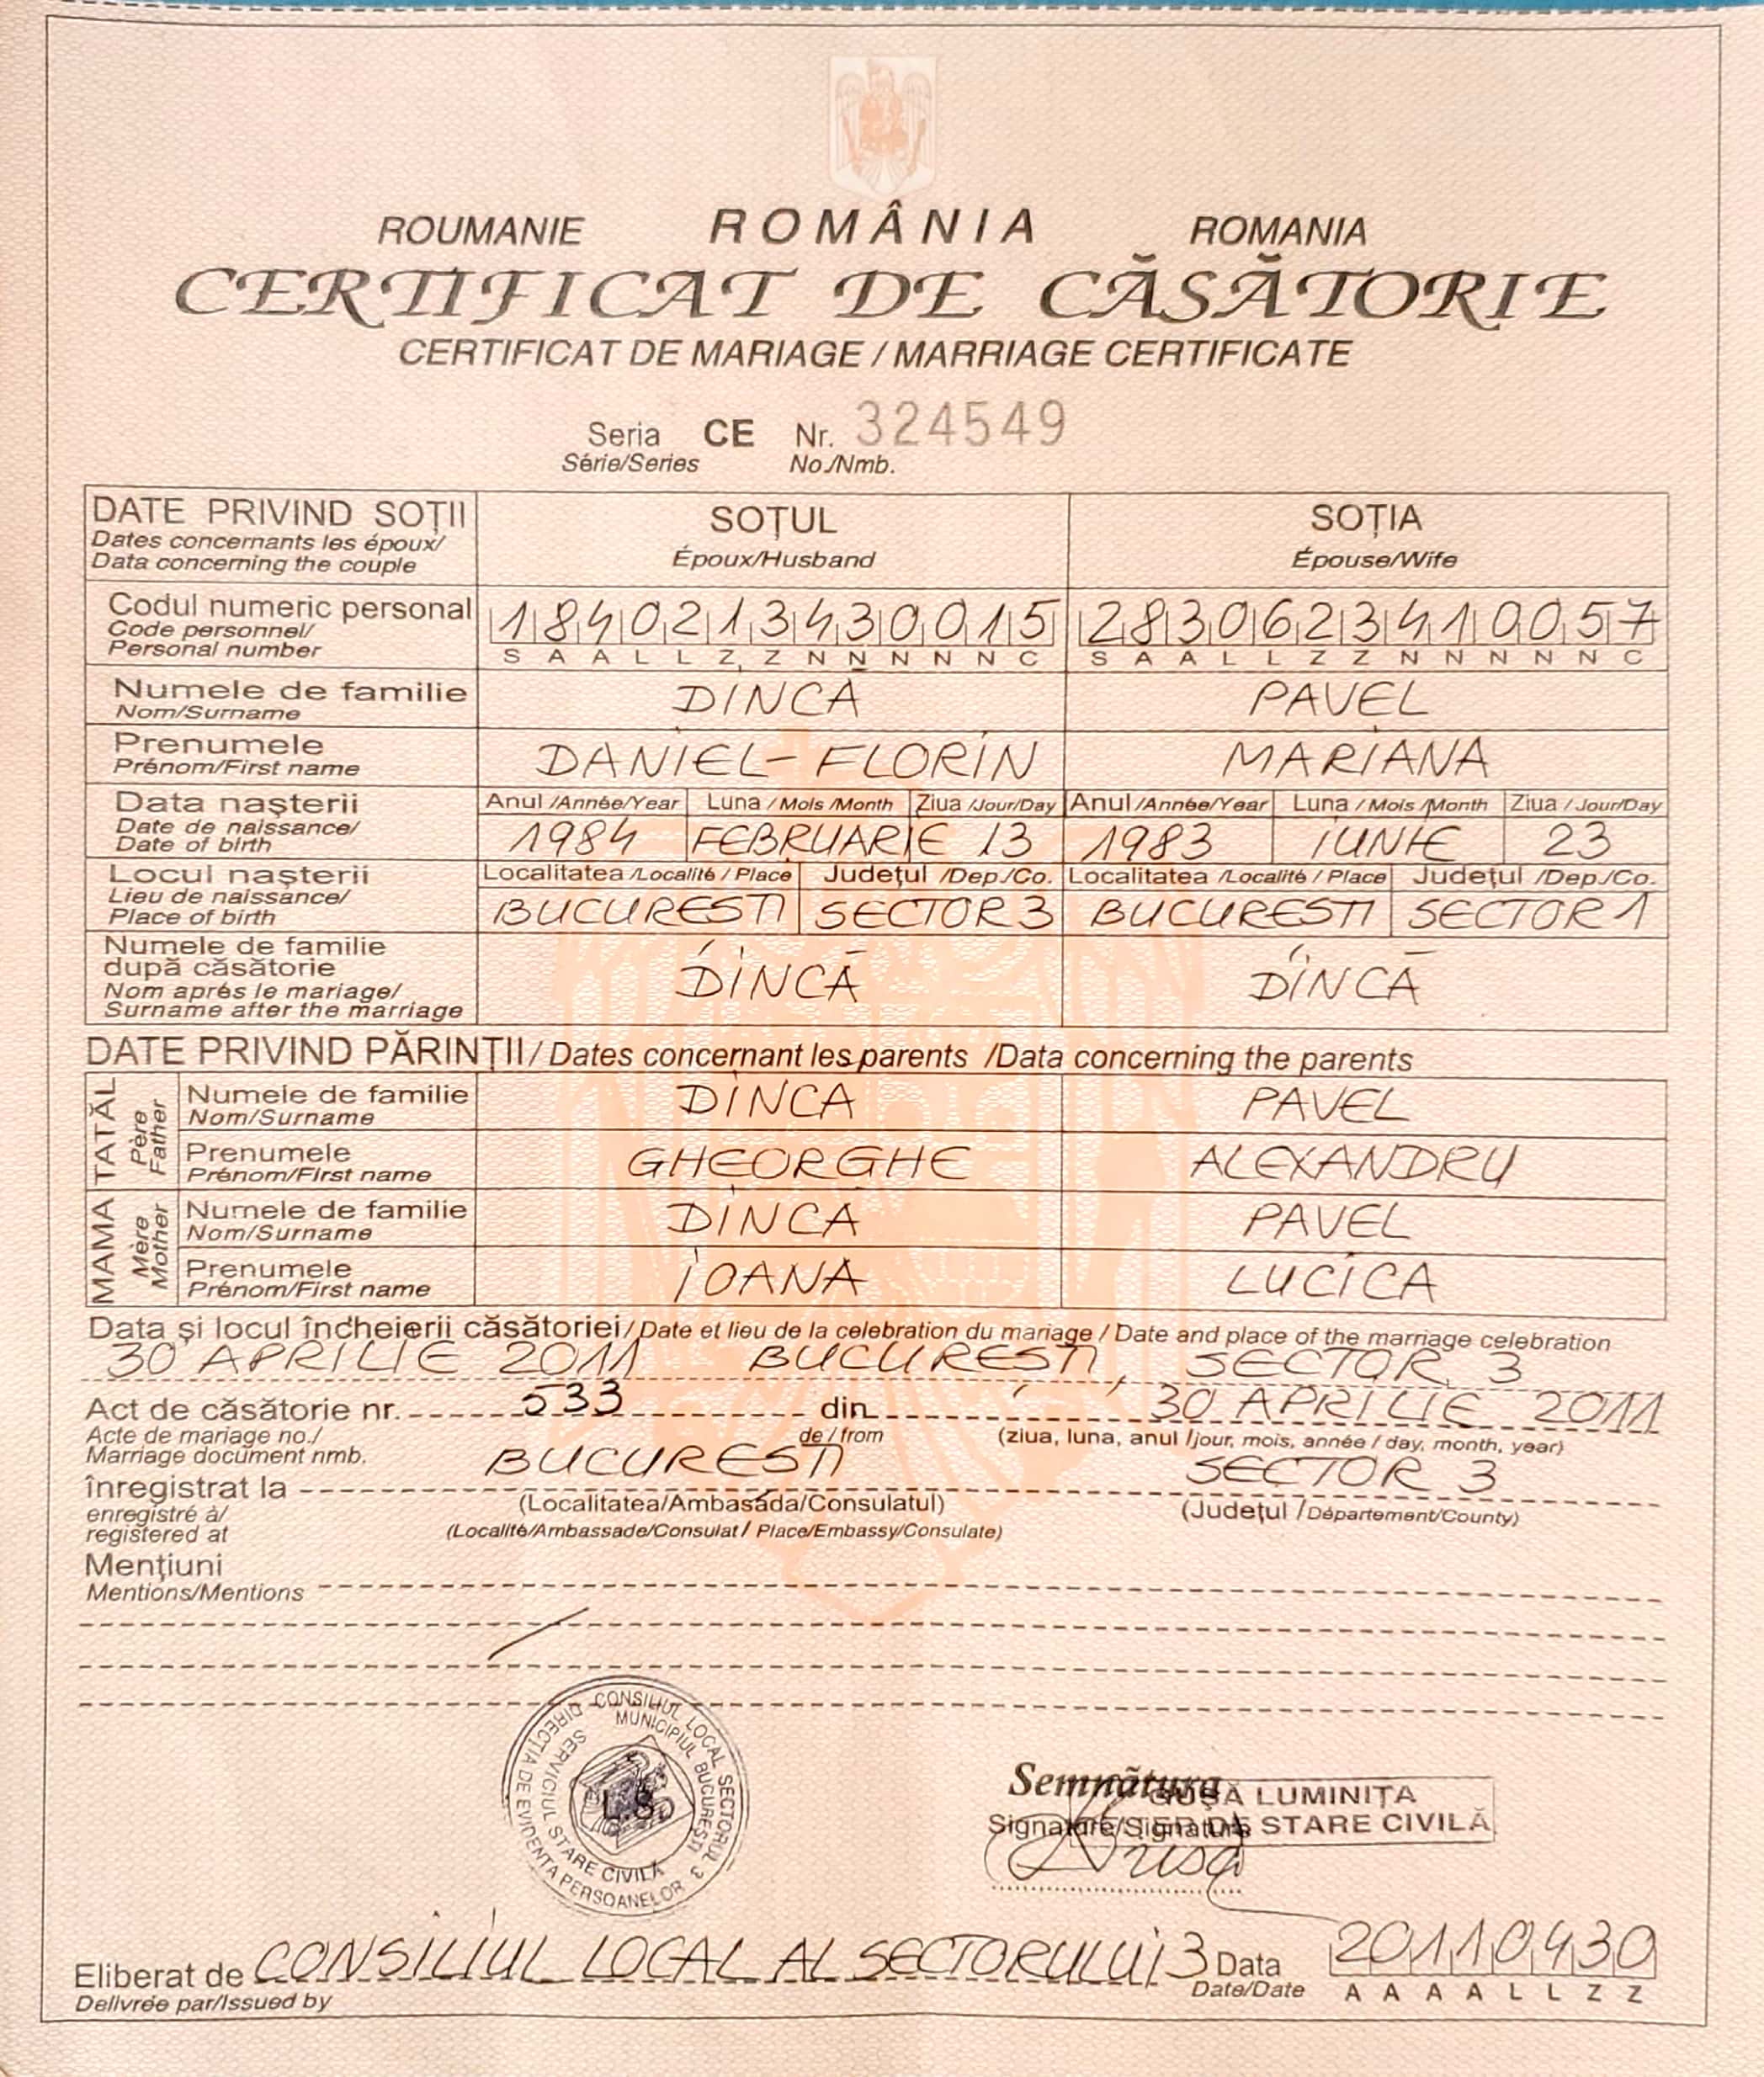 ROUMANIE ROMÂNIA ROMANIA
CERTIFICAT DE CĂSĂTORIE
CERTIFICAT DE MARIAGE / MARRIAGE CERTIFICATE
Seria CE Nr. 324549
Série/Series No./Nmb.
DATE PRIVIND SOȚII SOȚUL SOȚIA
Dates concernants les époux/ Époux/Husband Épouse/Wife
Data concerning the couple
Codul numeric personal 1840213430015 2830623410057
Code personnel/
Personal number S A A L L Z Z N N N N N C S A A L L Z Z N N N N N C
Numele de familie DINCĂ PAVEL
Nom/Surname
Prenumele DANIEL-FLORIN MARIANA
Prénom/First name
Data nașterii Anul /Année/Year Luna / Mois /Month Ziua /Jour/Day Anul /Année/Year Luna / Mois /Month Ziua / Jour/Day
Date de naissance/ 1984 FEBRUARIE 13 1983 IUNIE 23
Date of birth
Locul nașterii Localitatea /Localité / Place Județul /Dep./Co. Localitatea /Localité / Place Județul /Dep./Co.
Lieu de naissance/ BUCURESTI SECTOR 3 BUCURESTI SECTOR 1
Place of birth
Numele de familie
după căsătorie DINCĂ DINCĂ
Nom aprés le mariage/
Surname after the marriage
DATE PRIVIND PĂRINȚII/ Dates concernant les parents /Data concerning the parents
TATĂL Père Father
Numele de familie DINCA PAVEL
Nom/Surname
Prenumele GHEORGHE ALEXANDRU
Prénom/First name
MAMA Mère Mother
Numele de familie DINCA PAVEL
Nom/Surname
Prenumele IOANA LUCICA
Prénom/First name
Data și locul încheierii căsătoriei/ Date et lieu de la celebration du mariage / Date and place of the marriage celebration
30 APRILIE 2011 BUCURESTI, SECTOR 3
Act de căsătorie nr. 533 din 30 APRILIE 2011
Acte de mariage no./ de / from (ziua, luna, anul /jour, mois, année / day, month, year)
Marriage document nmb.
înregistrat la BUCURESTI SECTOR 3
enregistré à/ (Localitatea/Ambasada/Consulatul) (Județul /Département/County)
registered at (Localité/Ambassade/Consulat / Place/Embassy/Consulate)
Mențiuni
Mentions/Mentions
CONSILIUL LOCAL SECTORUL 3
DIRECȚIA DE EVIDENTA PERSOANELOR
MUNICIPIUL BUCURESTI
SERVICIUL STARE CIVILĂ
L.S.
Semnătura
GUȘĂ LUMINIȚA
Signature/Signature
DE STARE CIVILĂ
Eliberat de CONSILIUL LOCAL AL SECTORULUI 3 Data 20110430
Delivrée par/Issued by Date/Date A A A A L L Z Z